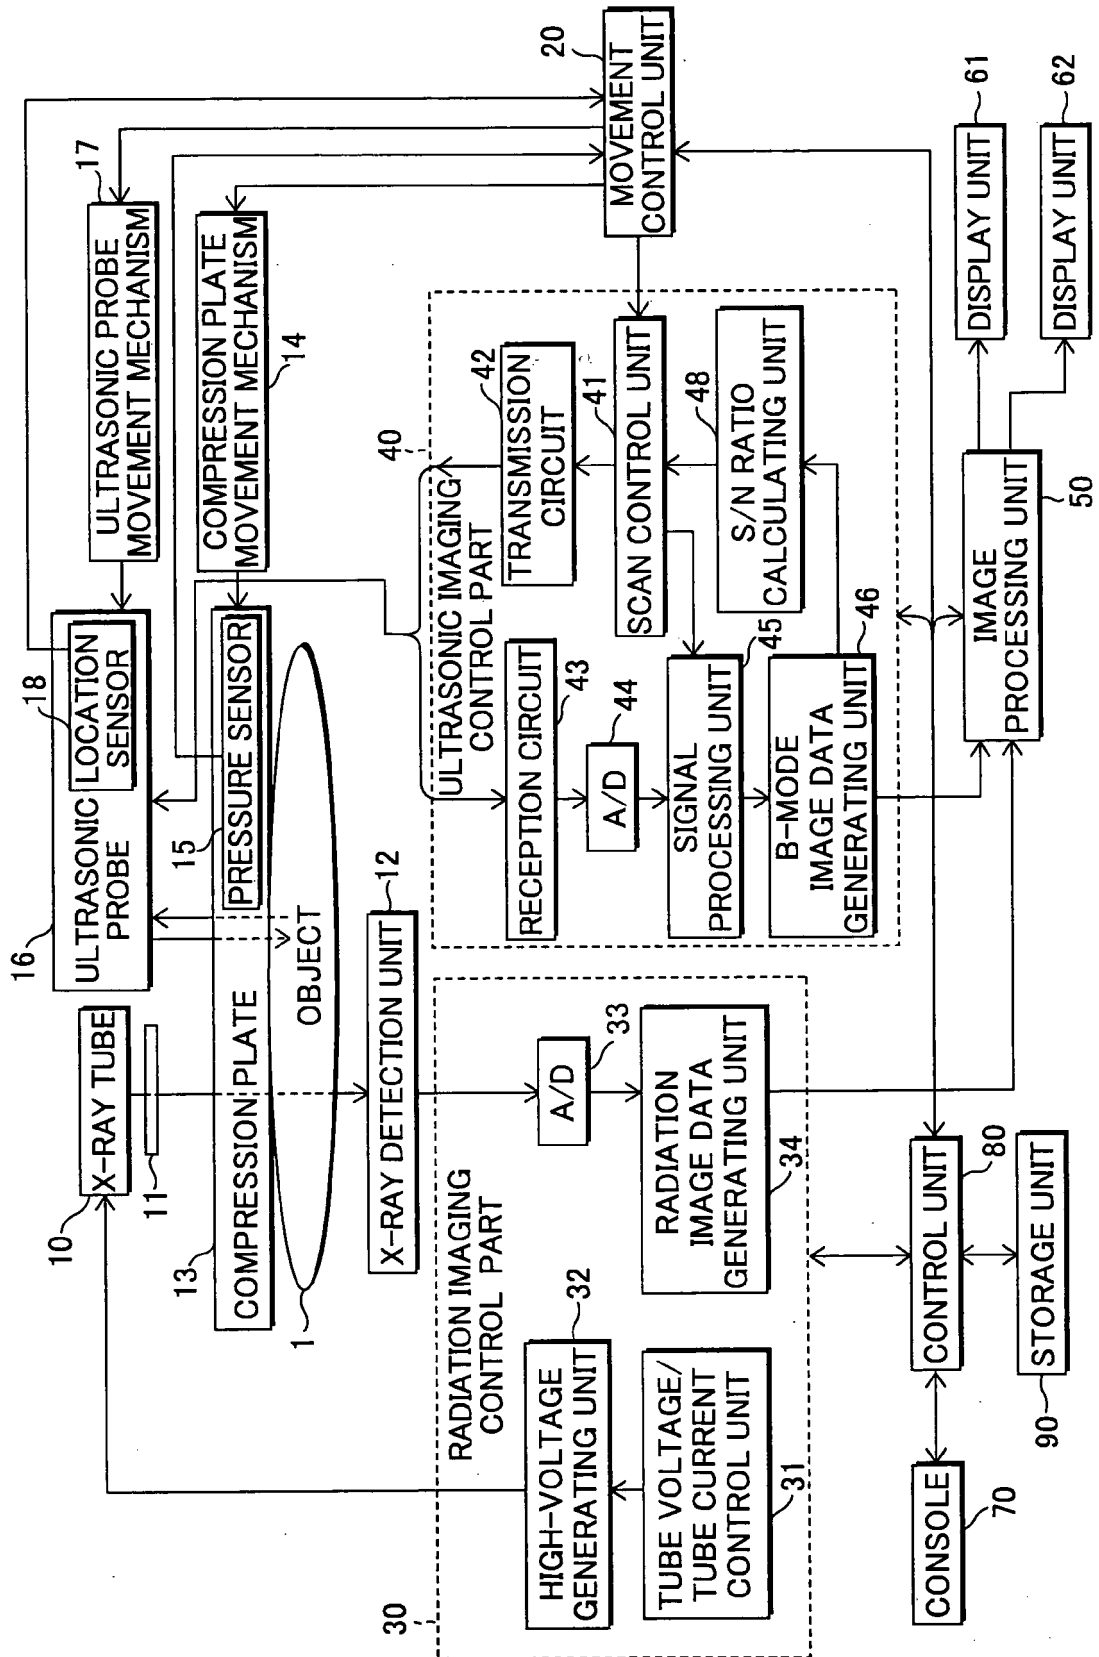 16
ULTRASONIC
PROBE
18
LOCATION
SENSOR
17
ULTRASONIC PROBE
MOVEMENT MECHANISM
10
X-RAY TUBE
11
13
COMPRESSION PLATE
15
PRESSURE SENSOR
COMPRESSION PLATE
MOVEMENT MECHANISM
14
1
OBJECT
X-RAY DETECTION UNIT
12
20
MOVEMENT
CONTROL UNIT
30
RADIATION IMAGING
CONTROL PART
HIGH-VOLTAGE
GENERATING UNIT
32
TUBE VOLTAGE/
TUBE CURRENT
CONTROL UNIT
31
A/D
33
RADIATION
IMAGE DATA
GENERATING UNIT
34
40
ULTRASONIC IMAGING
CONTROL PART
TRANSMISSION
CIRCUIT
42
RECEPTION CIRCUIT
43
A/D
44
SCAN CONTROL UNIT
41
SIGNAL
PROCESSING UNIT
45
S/N RATIO
CALCULATING UNIT
48
B-MODE
IMAGE DATA
GENERATING UNIT
46
CONSOLE
70
CONTROL UNIT
80
STORAGE UNIT
90
IMAGE
PROCESSING UNIT
50
DISPLAY UNIT
61
DISPLAY UNIT
62